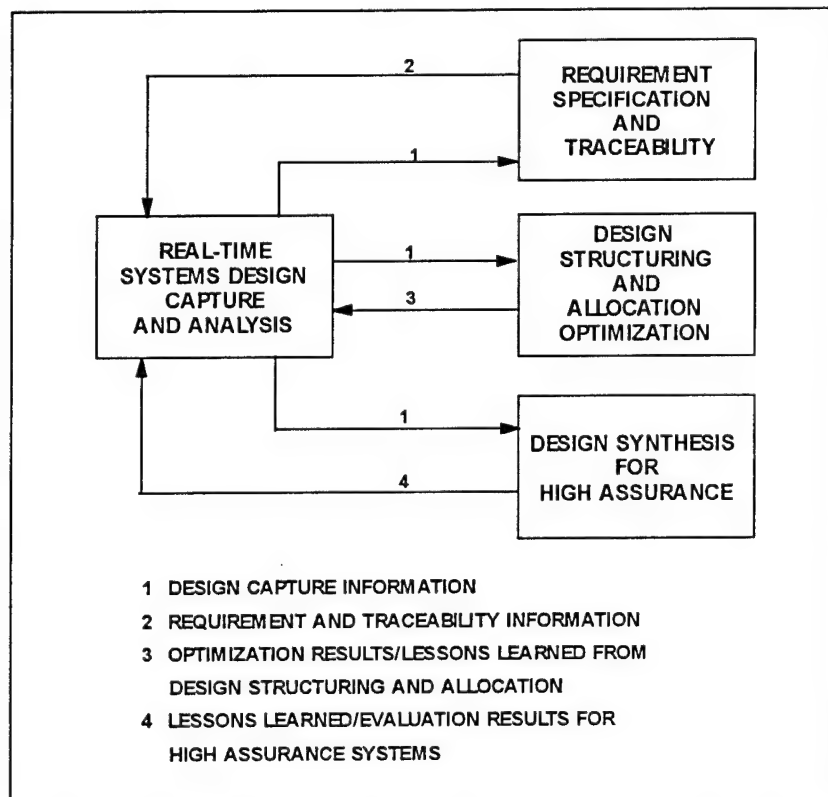 2
REQUIREMENT
SPECIFICATION
AND
TRACEABILITY
1
REAL-TIME
SYSTEMS DESIGN
CAPTURE
AND ANALYSIS
1
3
DESIGN
STRUCTURING
AND
ALLOCATION
OPTIMIZATION
1
4
DESIGN SYNTHESIS
FOR
HIGH ASSURANCE
1 DESIGN CAPTURE INFORMATION
2 REQUIREMENT AND TRACEABILITY INFORMATION
3 OPTIMIZATION RESULTS/LESSONS LEARNED FROM
DESIGN STRUCTURING AND ALLOCATION
4 LESSONS LEARNED/EVALUATION RESULTS FOR
HIGH ASSURANCE SYSTEMS